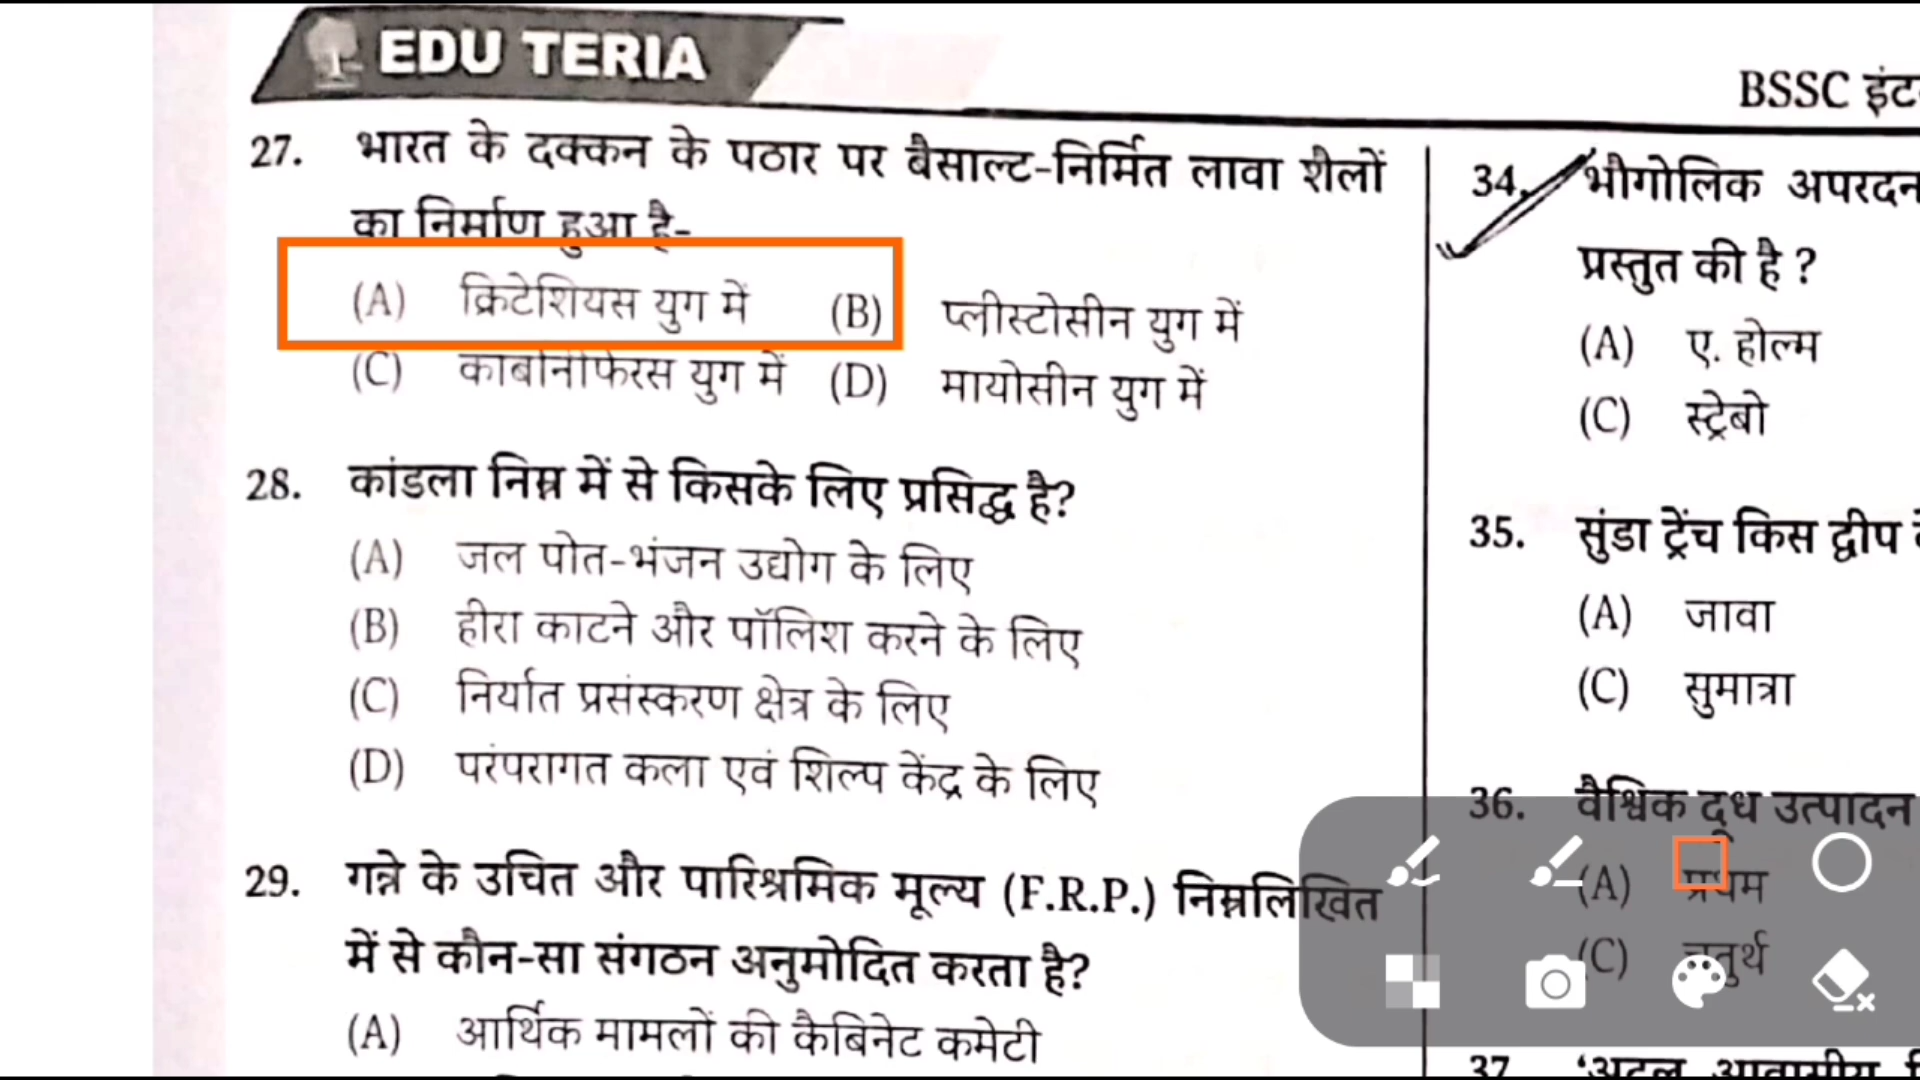 EDU TERIA
BSSC इंट
27. भारत के दक्कन के पठार पर बैसाल्ट-निर्मित लावा शैलों
का निर्माण हुआ है-
(A) क्रिटेशियस युग में (B) प्लीस्टोसीन युग में
(C) कार्बोनीफेरस युग में (D) मायोसीन युग में
28. कांडला निम्न में से किसके लिए प्रसिद्ध है?
(A) जल पोत-भंजन उद्योग के लिए
(B) हीरा काटने और पॉलिश करने के लिए
(C) निर्यात प्रसंस्करण क्षेत्र के लिए
(D) परंपरागत कला एवं शिल्प केंद्र के लिए
29. गन्ने के उचित और पारिश्रमिक मूल्य (F.R.P.) निम्नलिखित
में से कौन-सा संगठन अनुमोदित करता है?
(A) आर्थिक मामलों की कैबिनेट कमेटी
34. भौगोलिक अपरदन
प्रस्तुत की है ?
(A) ए. होल्म
(C) स्ट्रेबो
35. सुंडा ट्रेंच किस द्वीप
(A) जावा
(C) सुमात्रा
36. वैश्विक दूध उत्पादन
(A) प्रथम
(C) चतुर्थ
37